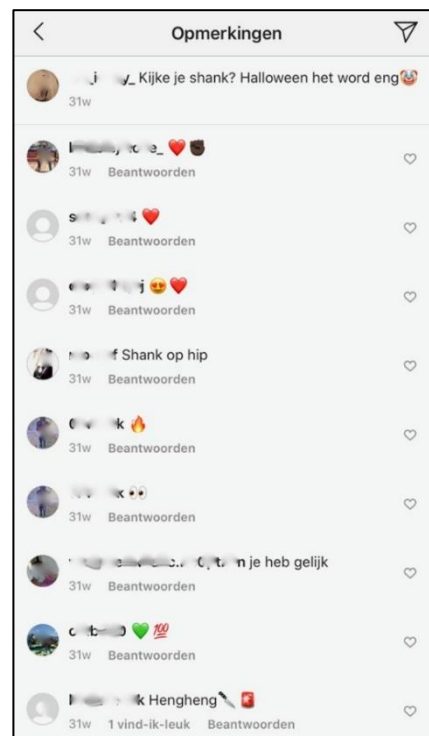 Opmerkingen
Kijke je shank? Halloween het word eng🤡
31w
❤️✊🏿
31w Beantwoorden
❤️
31w Beantwoorden
😍❤️
31w Beantwoorden
Shank op hip
31w Beantwoorden
🔥
31w Beantwoorden
👀
31w Beantwoorden
je heb gelijk
31w Beantwoorden
💚💯
31w Beantwoorden
Hengheng🔪🚨
31w 1 vind-ik-leuk Beantwoorden